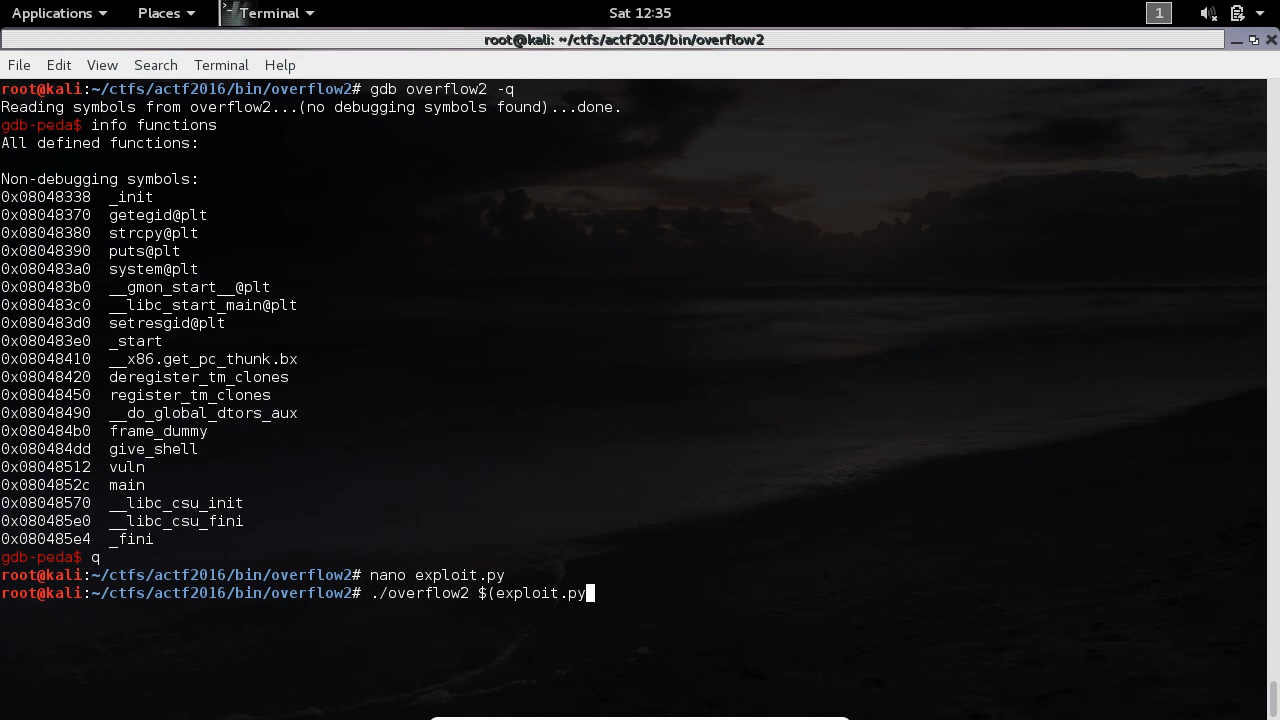 Applications Places Terminal Sat 12:35 1
root@kali: ~/ctfs/actf2016/bin/overflow2
File Edit View Search Terminal Help
root@kali:~/ctfs/actf2016/bin/overflow2# gdb overflow2 -q
Reading symbols from overflow2...(no debugging symbols found)...done.
gdb-peda$ info functions
All defined functions:
Non-debugging symbols:
0x08048338 _init
0x08048370 getegid@plt
0x08048380 strcpy@plt
0x08048390 puts@plt
0x080483a0 system@plt
0x080483b0 __gmon_start__@plt
0x080483c0 __libc_start_main@plt
0x080483d0 setresgid@plt
0x080483e0 _start
0x08048410 __x86.get_pc_thunk.bx
0x08048420 deregister_tm_clones
0x08048450 register_tm_clones
0x08048490 __do_global_dtors_aux
0x080484b0 frame_dummy
0x080484dd give_shell
0x08048512 vuln
0x0804852c main
0x08048570 __libc_csu_init
0x080485e0 __libc_csu_fini
0x080485e4 _fini
gdb-peda$ q
root@kali:~/ctfs/actf2016/bin/overflow2# nano exploit.py
root@kali:~/ctfs/actf2016/bin/overflow2# ./overflow2 $(exploit.py